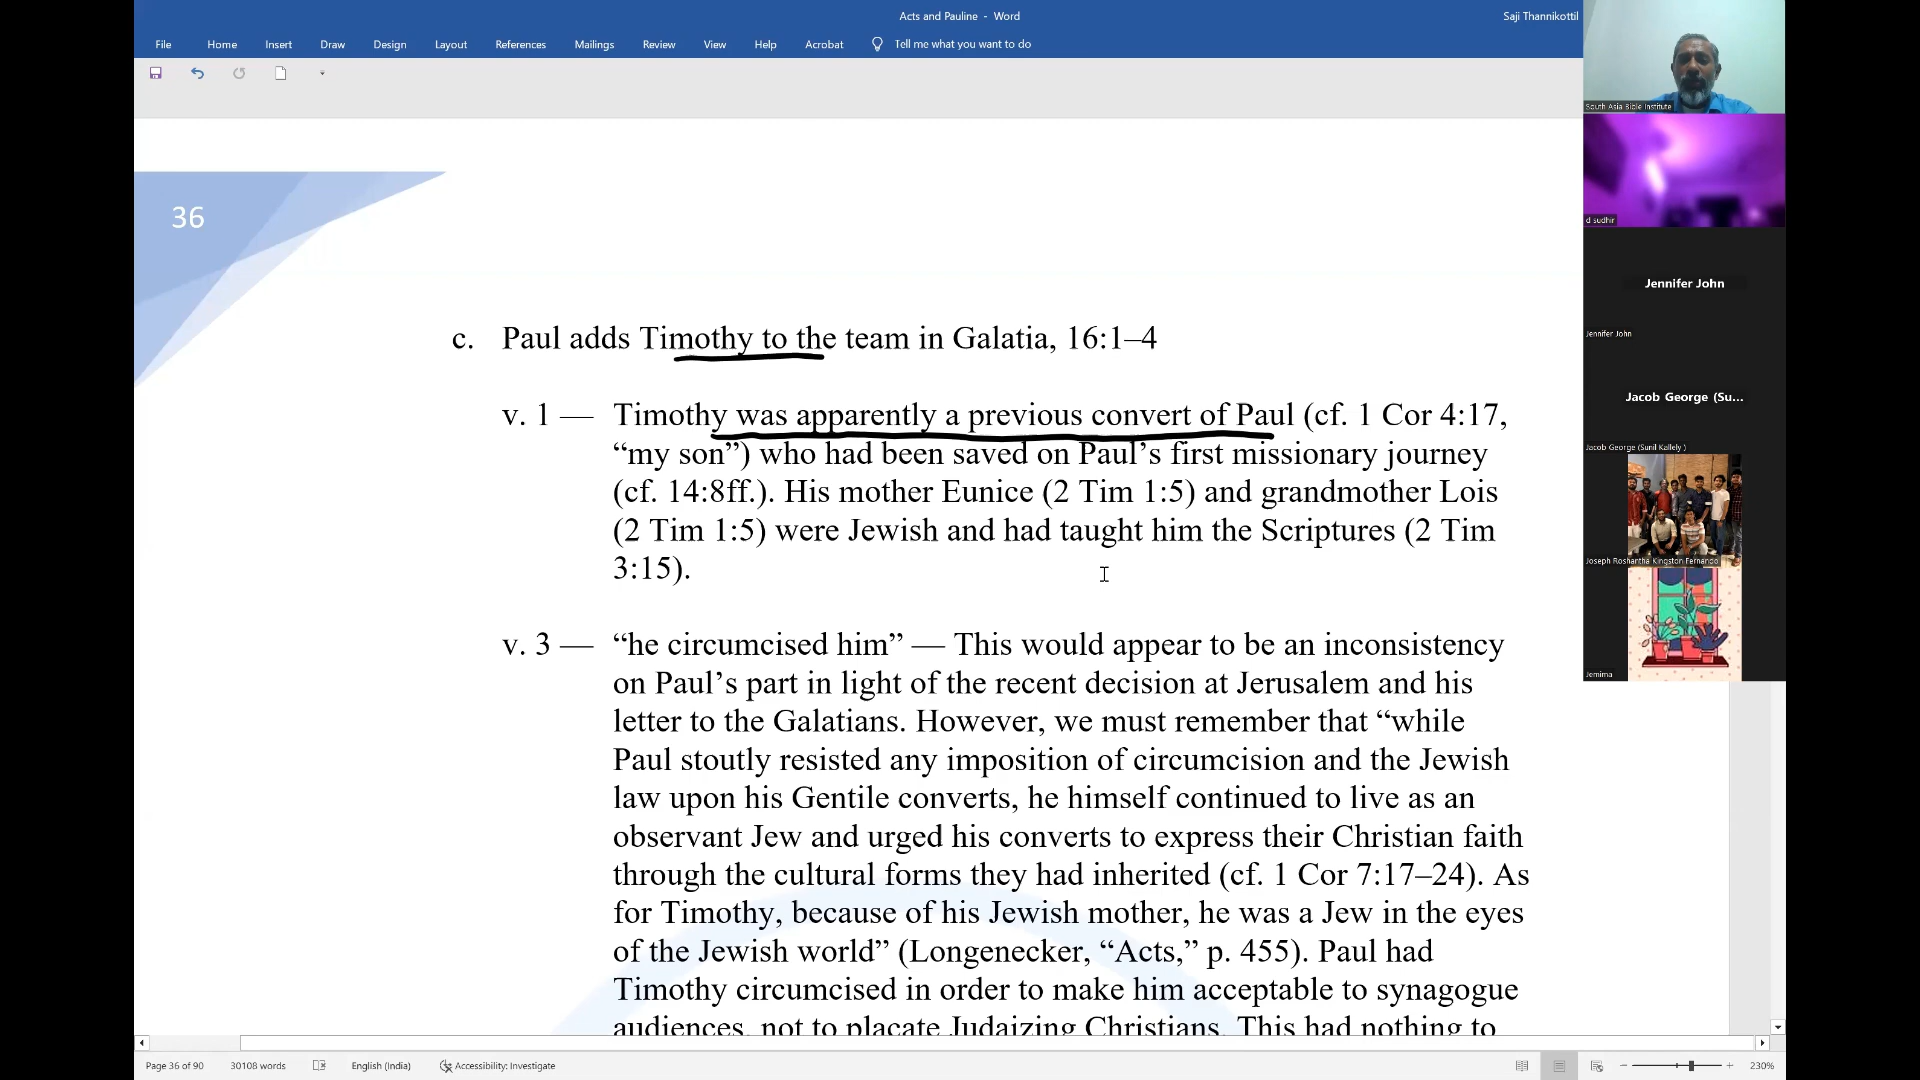 Acts and Pauline - Word
Saji Thannikottil
File Home Insert Draw Design Layout References Mailings Review View Help Acrobat Tell me what you want to do
South Asia Bible Institute
d sudhir
36
Jennifer John
Jennifer John
c. Paul adds Timothy to the team in Galatia, 16:1–4
Jacob George (Su...
v. 1 — Timothy was apparently a previous convert of Paul (cf. 1 Cor 4:17,
Jacob George (Sunil Kallely )
“my son”) who had been saved on Paul’s first missionary journey
(cf. 14:8ff.). His mother Eunice (2 Tim 1:5) and grandmother Lois
(2 Tim 1:5) were Jewish and had taught him the Scriptures (2 Tim
Joseph Roshantha Kingston Fernando
3:15).
v. 3 — “he circumcised him” — This would appear to be an inconsistency
Jemima
on Paul’s part in light of the recent decision at Jerusalem and his
letter to the Galatians. However, we must remember that “while
Paul stoutly resisted any imposition of circumcision and the Jewish
law upon his Gentile converts, he himself continued to live as an
observant Jew and urged his converts to express their Christian faith
through the cultural forms they had inherited (cf. 1 Cor 7:17–24). As
for Timothy, because of his Jewish mother, he was a Jew in the eyes
of the Jewish world” (Longenecker, “Acts,” p. 455). Paul had
Timothy circumcised in order to make him acceptable to synagogue
audiences, not to placate Judaizing Christians. This had nothing to
Page 36 of 90 30108 words English (India) Accessibility: Investigate 230%